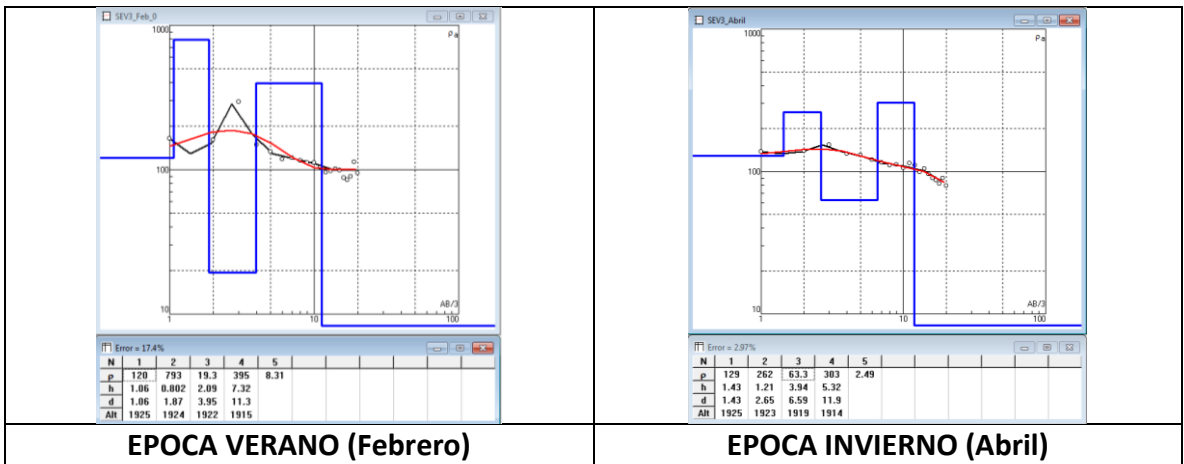 SEV3_Feb_0
1000
ρa
100
10
AB/3
1
10
100
Error = 17.4%
N 1 2 3 4 5
ρ 120 793 19.3 395 8.31
h 1.06 0.802 2.09 7.32
d 1.06 1.87 3.95 11.3
Alt 1925 1924 1922 1915
EPOCA VERANO (Febrero)
SEV3_Abril
1000
ρa
100
10
AB/3
1
10
100
Error = 2.97%
N 1 2 3 4 5
ρ 129 262 63.3 303 2.49
h 1.43 1.21 3.94 5.32
d 1.43 2.65 6.59 11.9
Alt 1925 1923 1919 1914
EPOCA INVIERNO (Abril)